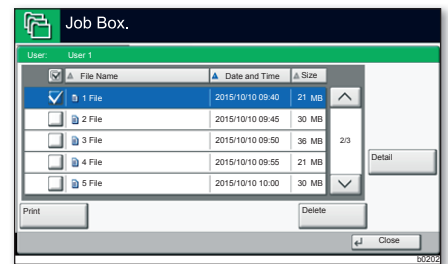 Job Box.
User: User 1
File Name Date and Time Size
1 File 2015/10/10 09:40 21 MB
2 File 2015/10/10 09:45 30 MB
3 File 2015/10/10 09:50 36 MB
2/3
4 File 2015/10/10 09:55 21 MB
Detail
5 File 2015/10/10 10:00 30 MB
Print Delete
Close
b0202